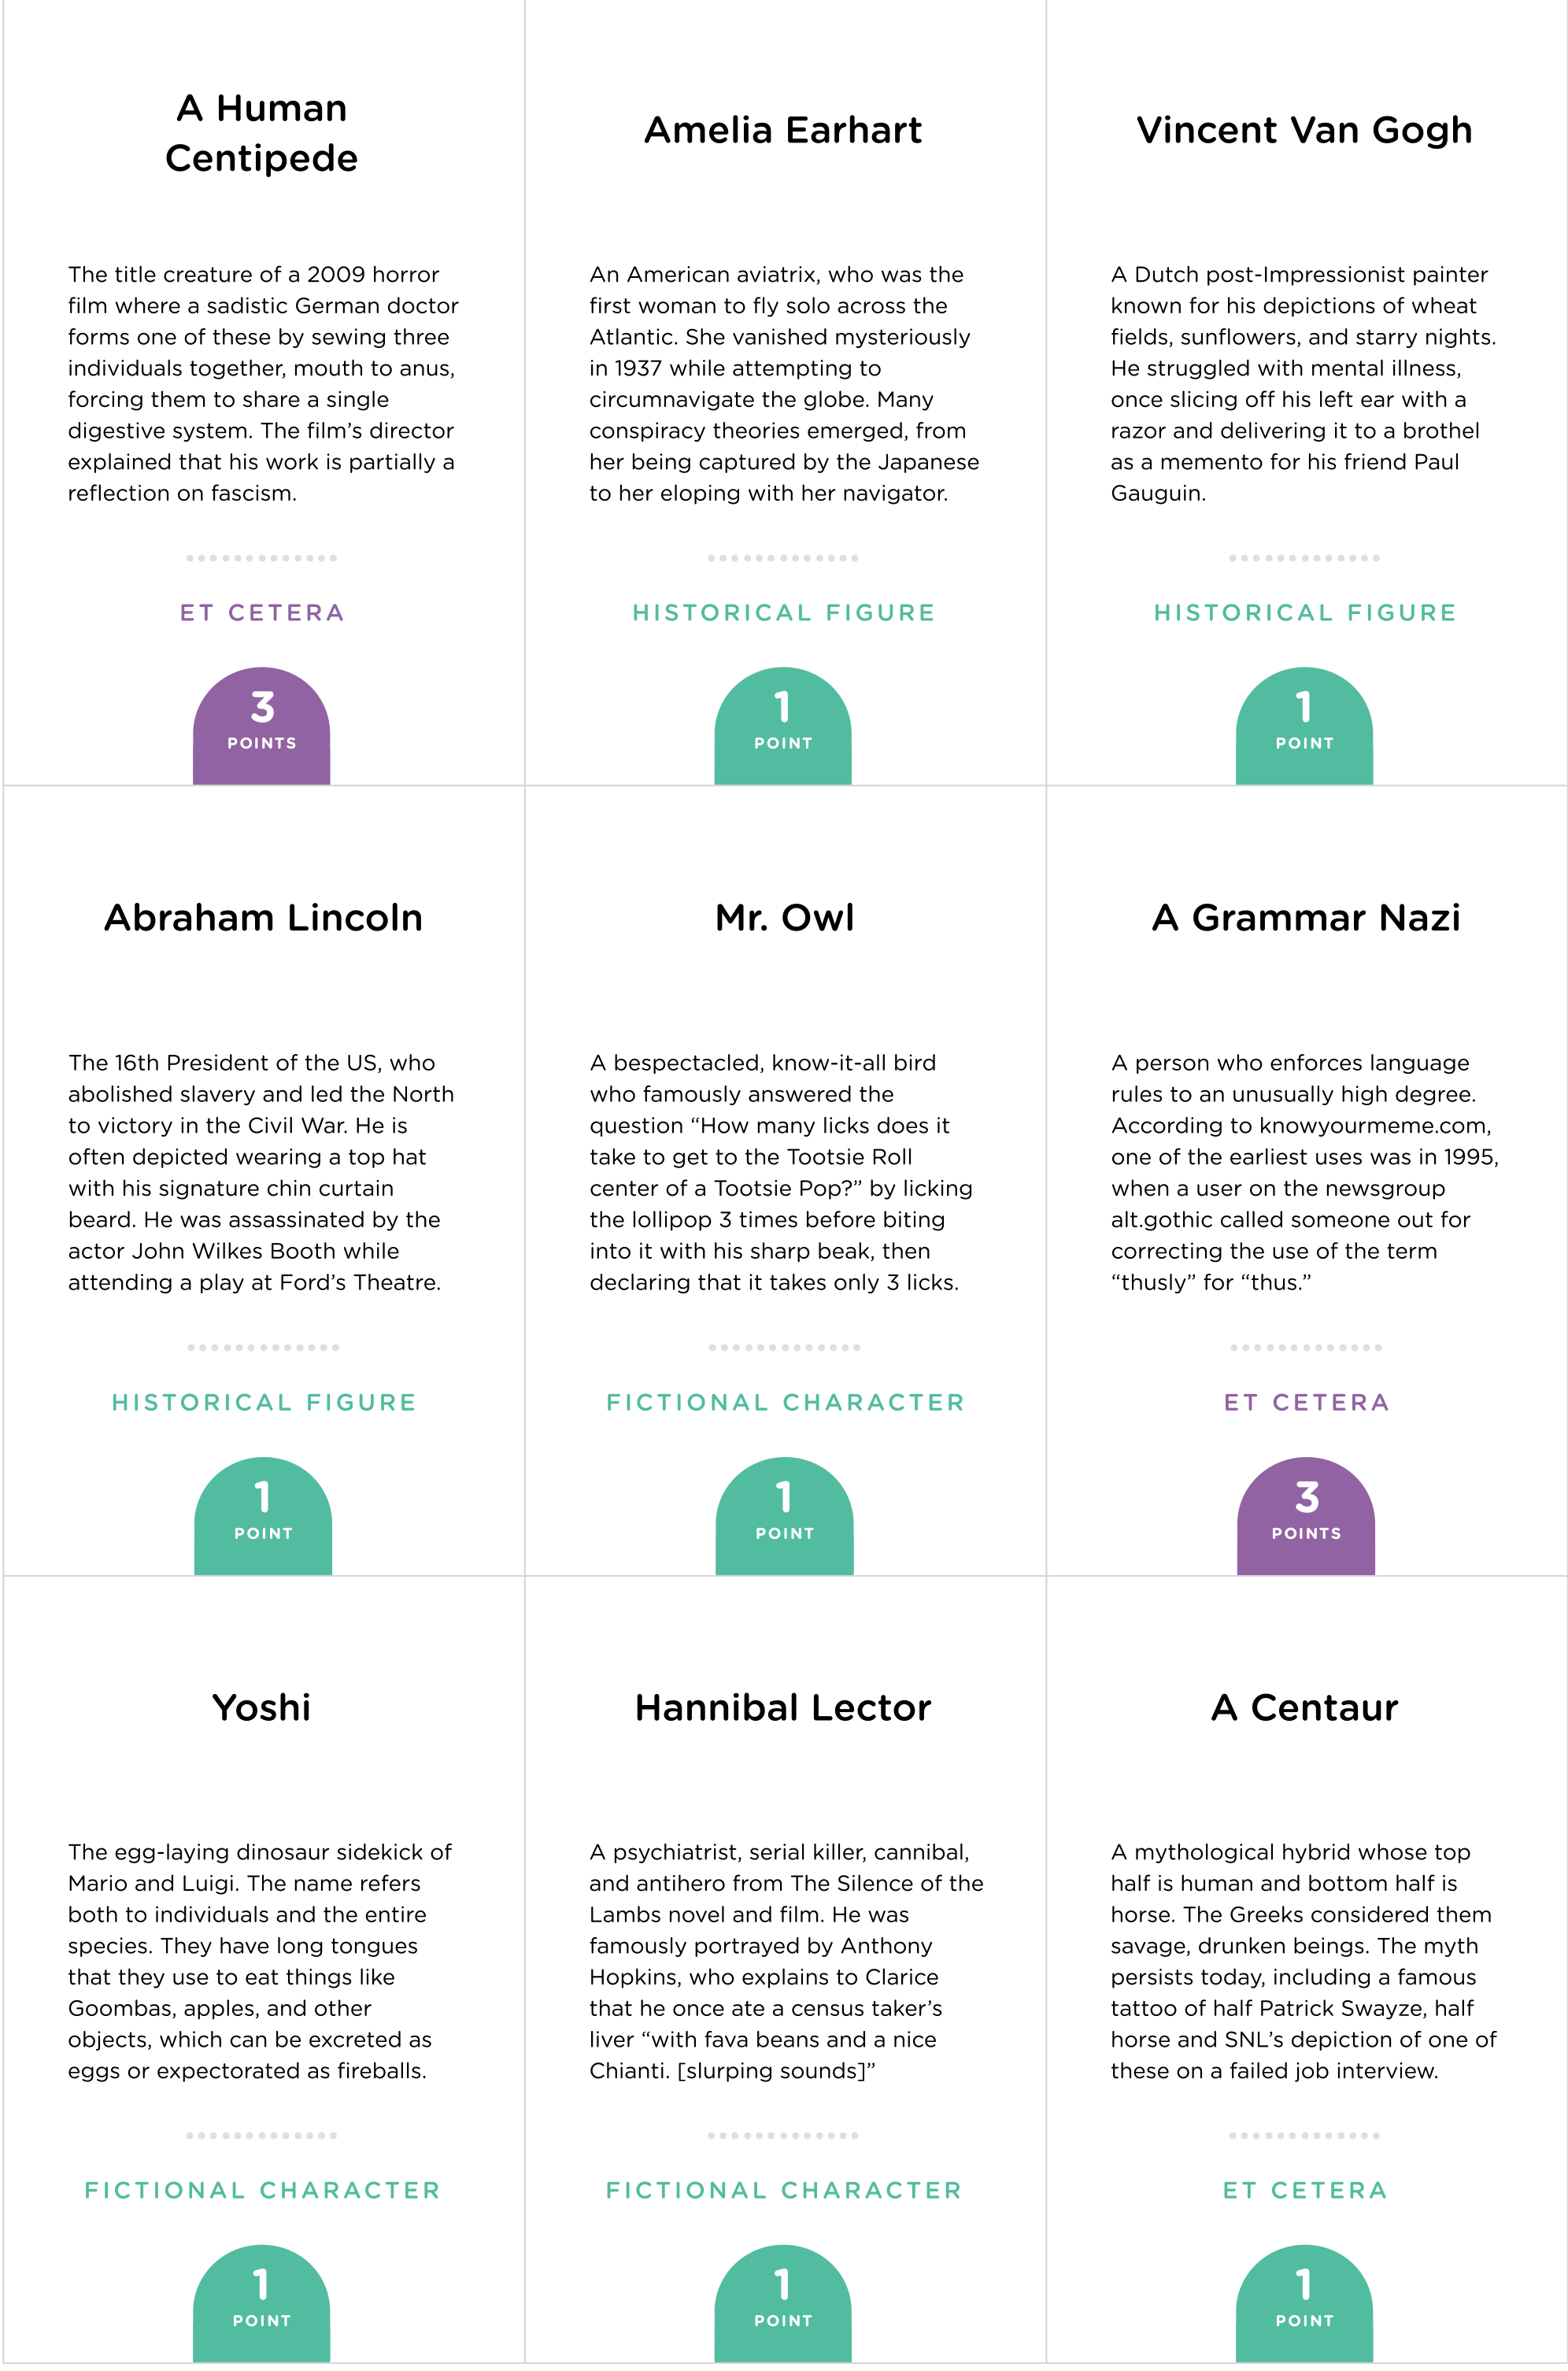 A Human
Centipede
The title creature of a 2009 horror
film where a sadistic German doctor
forms one of these by sewing three
individuals together, mouth to anus,
forcing them to share a single
digestive system. The film’s director
explained that his work is partially a
reflection on fascism.
ET CETERA
3
POINTS
Amelia Earhart
An American aviatrix, who was the
first woman to fly solo across the
Atlantic. She vanished mysteriously
in 1937 while attempting to
circumnavigate the globe. Many
conspiracy theories emerged, from
her being captured by the Japanese
to her eloping with her navigator.
HISTORICAL FIGURE
1
POINT
Vincent Van Gogh
A Dutch post-Impressionist painter
known for his depictions of wheat
fields, sunflowers, and starry nights.
He struggled with mental illness,
once slicing off his left ear with a
razor and delivering it to a brothel
as a memento for his friend Paul
Gauguin.
HISTORICAL FIGURE
1
POINT
Abraham Lincoln
The 16th President of the US, who
abolished slavery and led the North
to victory in the Civil War. He is
often depicted wearing a top hat
with his signature chin curtain
beard. He was assassinated by the
actor John Wilkes Booth while
attending a play at Ford’s Theatre.
HISTORICAL FIGURE
1
POINT
Mr. Owl
A bespectacled, know-it-all bird
who famously answered the
question “How many licks does it
take to get to the Tootsie Roll
center of a Tootsie Pop?” by licking
the lollipop 3 times before biting
into it with his sharp beak, then
declaring that it takes only 3 licks.
FICTIONAL CHARACTER
1
POINT
A Grammar Nazi
A person who enforces language
rules to an unusually high degree.
According to knowyourmeme.com,
one of the earliest uses was in 1995,
when a user on the newsgroup
alt.gothic called someone out for
correcting the use of the term
“thusly” for “thus.”
ET CETERA
3
POINTS
Yoshi
The egg-laying dinosaur sidekick of
Mario and Luigi. The name refers
both to individuals and the entire
species. They have long tongues
that they use to eat things like
Goombas, apples, and other
objects, which can be excreted as
eggs or expectorated as fireballs.
FICTIONAL CHARACTER
1
POINT
Hannibal Lector
A psychiatrist, serial killer, cannibal,
and antihero from The Silence of the
Lambs novel and film. He was
famously portrayed by Anthony
Hopkins, who explains to Clarice
that he once ate a census taker’s
liver “with fava beans and a nice
Chianti. [slurping sounds]”
FICTIONAL CHARACTER
1
POINT
A Centaur
A mythological hybrid whose top
half is human and bottom half is
horse. The Greeks considered them
savage, drunken beings. The myth
persists today, including a famous
tattoo of half Patrick Swayze, half
horse and SNL’s depiction of one of
these on a failed job interview.
ET CETERA
1
POINT